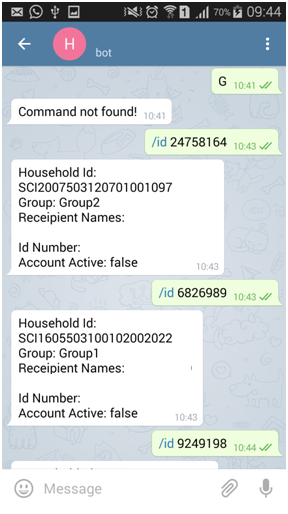 70% 09:44
H
bot
G 10:41
Command not found! 10:41
/id 24758164 10:43
Household Id:
SCI2007503120701001097
Group: Group2
Receipient Names:
Id Number:
Account Active: false
10:43
/id 6826989 10:43
Household Id:
SCI1605503100102002022
Group: Group1
Receipient Names:
Id Number:
Account Active: false
10:43
/id 9249198 10:44
Message